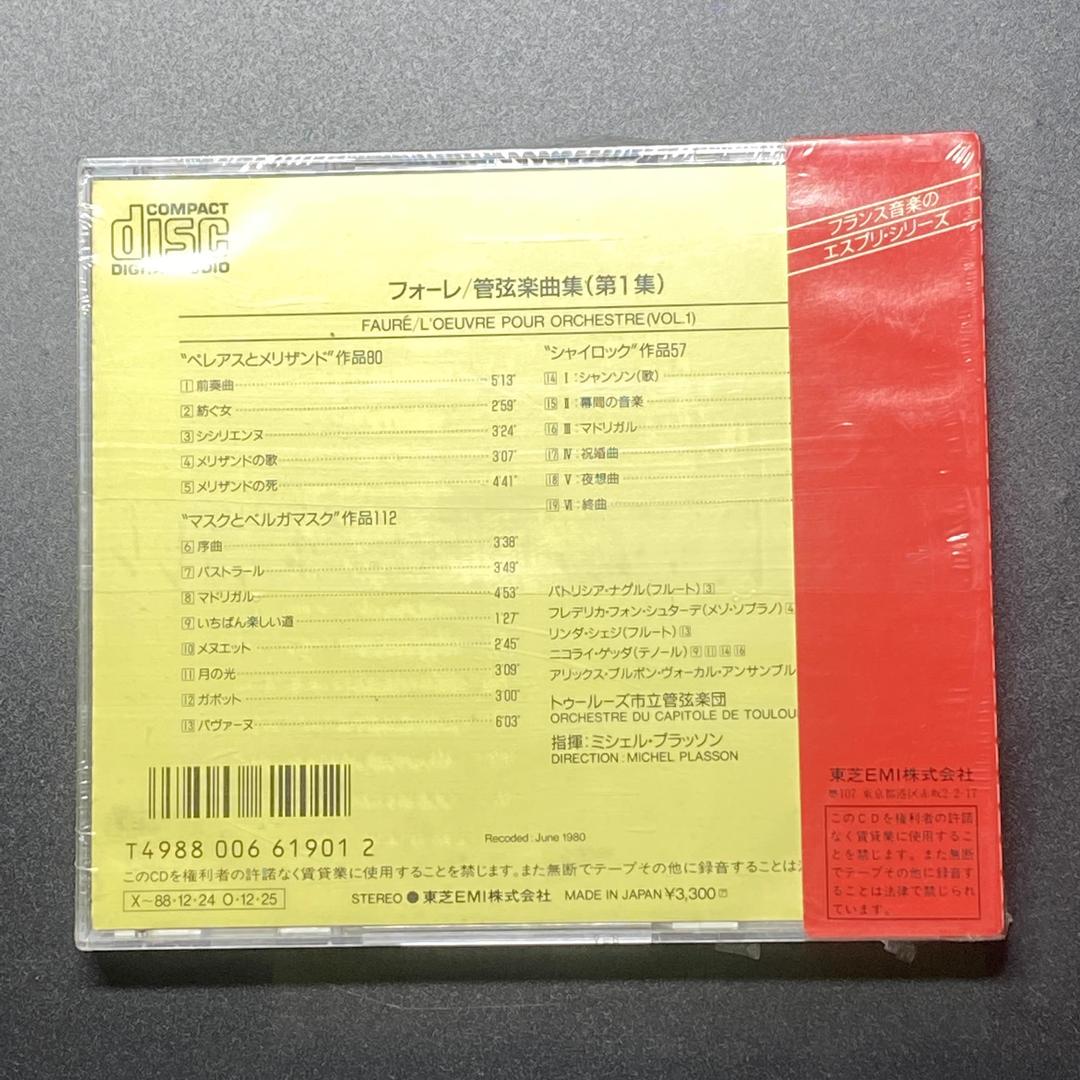 COMPACT
disc
DIGITAL AUDIO
フランス音楽の
エスプリ・シリーズ
フォーレ/管弦楽曲集(第1集)
FAURÉ/L'OEUVRE POUR ORCHESTRE(VOL.1)
"ペレアスとメリザンド"作品80
1 前奏曲 5'13"
2 紡ぐ女 2'59"
3 シシリエンヌ 3'24"
4 メリザンドの歌 3'07"
5 メリザンドの死 4'41"
"マスクとベルガマスク"作品112
6 序曲 3'38"
7 パストラール 3'49"
8 マドリガル 4'53"
9 いちばん楽しい道 1'27"
10 メヌエット 2'45"
11 月の光 3'09"
12 ガボット 3'00"
13 パヴァーヌ 6'03"
"シャイロック"作品57
14 Ⅰ:シャンソン(歌)
15 Ⅱ:幕間の音楽
16 Ⅲ:マドリガル
17 Ⅳ:祝婚曲
18 Ⅴ:夜想曲
19 Ⅵ:終曲
パトリシア・ナグル(フルート)3
フレデリカ・フォン・シュターデ(メゾ・ソプラノ)4
リンダ・シェジ(フルート)13
ニコライ・ゲッダ(テノール)9 11 14 16
アリックス・ブルボン・ヴォーカル・アンサンブル
トゥールーズ市立管弦楽団
ORCHESTRE DU CAPITOLE DE TOULOU
指揮:ミシェル・プラッソン
DIRECTION:MICHEL PLASSON
T4988 006 61901 2
Recoded:June 1980
このCDを権利者の許諾なく賃貸業に使用することを禁じます。また無断でテープその他に録音することは
X〜88・12・24 O・12・25
STEREO ● 東芝EMI株式会社 MADE IN JAPAN ¥3,300
東芝EMI株式会社
〒107 東京都港区赤坂2-2-17
このCDを権利者の許諾
なく賃貸業に使用するこ
とを禁じます。また無断
でテープその他に録音す
ることは法律で禁じられ
ています。